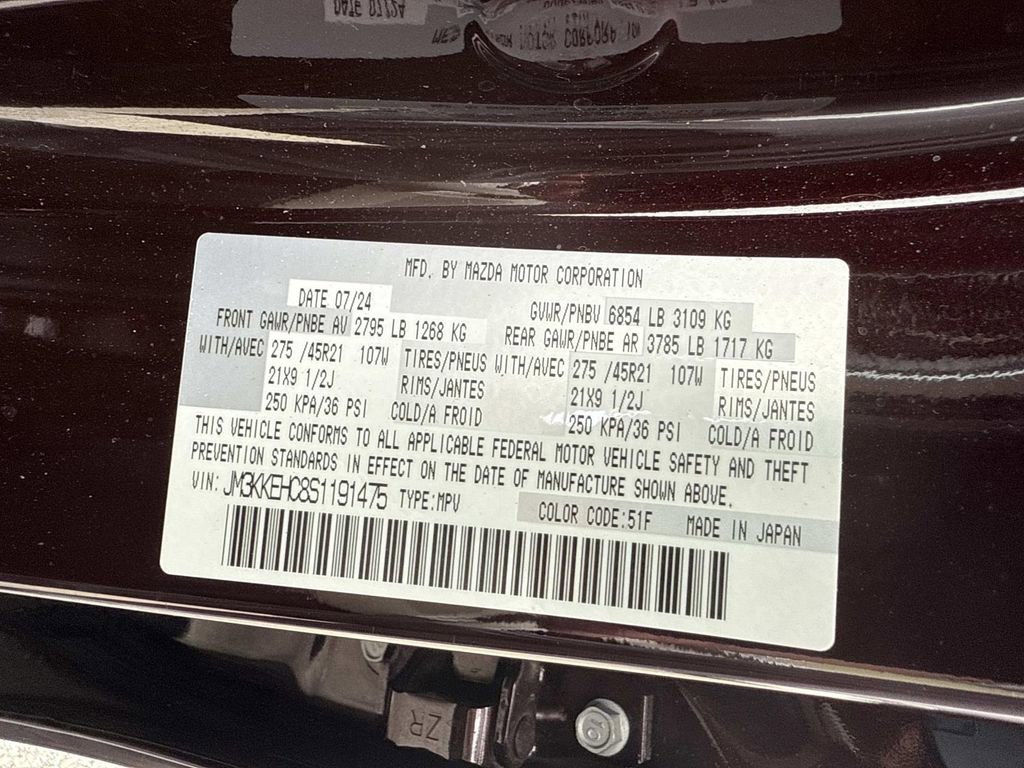 MFD. BY MAZDA MOTOR CORPORATION
DATE 07/24 GVWR/PNBV 6854 LB 3109 KG
FRONT GAWR/PNBE AV 2795 LB 1268 KG REAR GAWR/PNBE AR 3785 LB 1717 KG
WITH/AVEC 275 /45R21 107W TIRES/PNEUS WITH/AVEC 275 /45R21 107W TIRES/PNEUS
21X9 1/2J RIMS/JANTES 21X9 1/2J RIMS/JANTES
250 KPA/36 PSI COLD/A FROID 250 KPA/36 PSI COLD/A FROID
THIS VEHICLE CONFORMS TO ALL APPLICABLE FEDERAL MOTOR VEHICLE SAFETY AND THEFT
PREVENTION STANDARDS IN EFFECT ON THE DATE OF MANUFACTURE SHOWN ABOVE.
VIN: JM3KKEHC8S1191475 TYPE:MPV COLOR CODE:51F MADE IN JAPAN
ZR